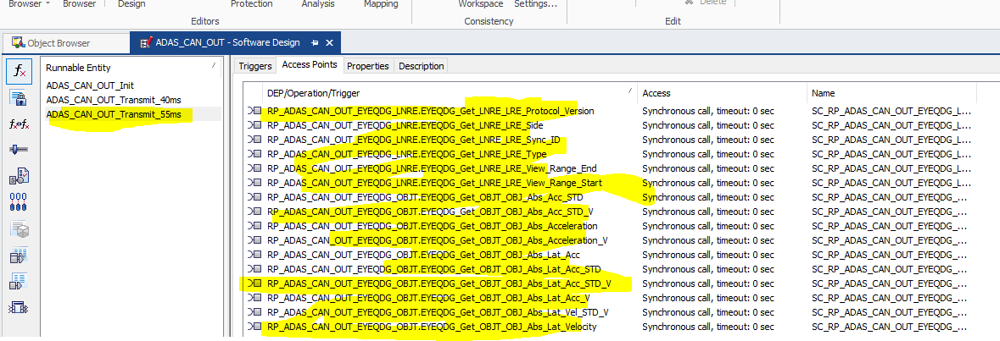 Browser Browser Design Protection Analysis Mapping Workspace Settings... Delete
Editors Consistency Edit
Object Browser ADAS_CAN_OUT - Software Design
Runnable Entity
ADAS_CAN_OUT_Init
ADAS_CAN_OUT_Transmit_40ms
ADAS_CAN_OUT_Transmit_55ms
Triggers Access Points Properties Description
DEP/Operation/Trigger Access Name
RP_ADAS_CAN_OUT_EYEQDG_LNRE.EYEQDG_Get_LNRE_LRE_Protocol_Version Synchronous call, timeout: 0 sec SC_RP_ADAS_CAN_OUT_EYEQDG_L...
RP_ADAS_CAN_OUT_EYEQDG_LNRE.EYEQDG_Get_LNRE_LRE_Side Synchronous call, timeout: 0 sec SC_RP_ADAS_CAN_OUT_EYEQDG_L...
RP_ADAS_CAN_OUT_EYEQDG_LNRE.EYEQDG_Get_LNRE_LRE_Sync_ID Synchronous call, timeout: 0 sec SC_RP_ADAS_CAN_OUT_EYEQDG_L...
RP_ADAS_CAN_OUT_EYEQDG_LNRE.EYEQDG_Get_LNRE_LRE_Type Synchronous call, timeout: 0 sec SC_RP_ADAS_CAN_OUT_EYEQDG_L...
RP_ADAS_CAN_OUT_EYEQDG_LNRE.EYEQDG_Get_LNRE_LRE_View_Range_End Synchronous call, timeout: 0 sec SC_RP_ADAS_CAN_OUT_EYEQDG_L...
RP_ADAS_CAN_OUT_EYEQDG_LNRE.EYEQDG_Get_LNRE_LRE_View_Range_Start Synchronous call, timeout: 0 sec SC_RP_ADAS_CAN_OUT_EYEQDG_L...
RP_ADAS_CAN_OUT_EYEQDG_OBJT.EYEQDG_Get_OBJT_OBJ_Abs_Acc_STD Synchronous call, timeout: 0 sec SC_RP_ADAS_CAN_OUT_EYEQDG_...
RP_ADAS_CAN_OUT_EYEQDG_OBJT.EYEQDG_Get_OBJT_OBJ_Abs_Acc_STD_V Synchronous call, timeout: 0 sec SC_RP_ADAS_CAN_OUT_EYEQDG_...
RP_ADAS_CAN_OUT_EYEQDG_OBJT.EYEQDG_Get_OBJT_OBJ_Abs_Acceleration Synchronous call, timeout: 0 sec SC_RP_ADAS_CAN_OUT_EYEQDG_...
RP_ADAS_CAN_OUT_EYEQDG_OBJT.EYEQDG_Get_OBJT_OBJ_Abs_Acceleration_V Synchronous call, timeout: 0 sec SC_RP_ADAS_CAN_OUT_EYEQDG_...
RP_ADAS_CAN_OUT_EYEQDG_OBJT.EYEQDG_Get_OBJT_OBJ_Abs_Lat_Acc Synchronous call, timeout: 0 sec SC_RP_ADAS_CAN_OUT_EYEQDG_...
RP_ADAS_CAN_OUT_EYEQDG_OBJT.EYEQDG_Get_OBJT_OBJ_Abs_Lat_Acc_STD Synchronous call, timeout: 0 sec SC_RP_ADAS_CAN_OUT_EYEQDG_...
RP_ADAS_CAN_OUT_EYEQDG_OBJT.EYEQDG_Get_OBJT_OBJ_Abs_Lat_Acc_STD_V Synchronous call, timeout: 0 sec SC_RP_ADAS_CAN_OUT_EYEQDG_...
RP_ADAS_CAN_OUT_EYEQDG_OBJT.EYEQDG_Get_OBJT_OBJ_Abs_Lat_Acc_V Synchronous call, timeout: 0 sec SC_RP_ADAS_CAN_OUT_EYEQDG_...
RP_ADAS_CAN_OUT_EYEQDG_OBJT.EYEQDG_Get_OBJT_OBJ_Abs_Lat_Vel_STD_V Synchronous call, timeout: 0 sec SC_RP_ADAS_CAN_OUT_EYEQDG_...
RP_ADAS_CAN_OUT_EYEQDG_OBJT.EYEQDG_Get_OBJT_OBJ_Abs_Lat_Velocity Synchronous call, timeout: 0 sec SC_RP_ADAS_CAN_OUT_EYEQDG_...